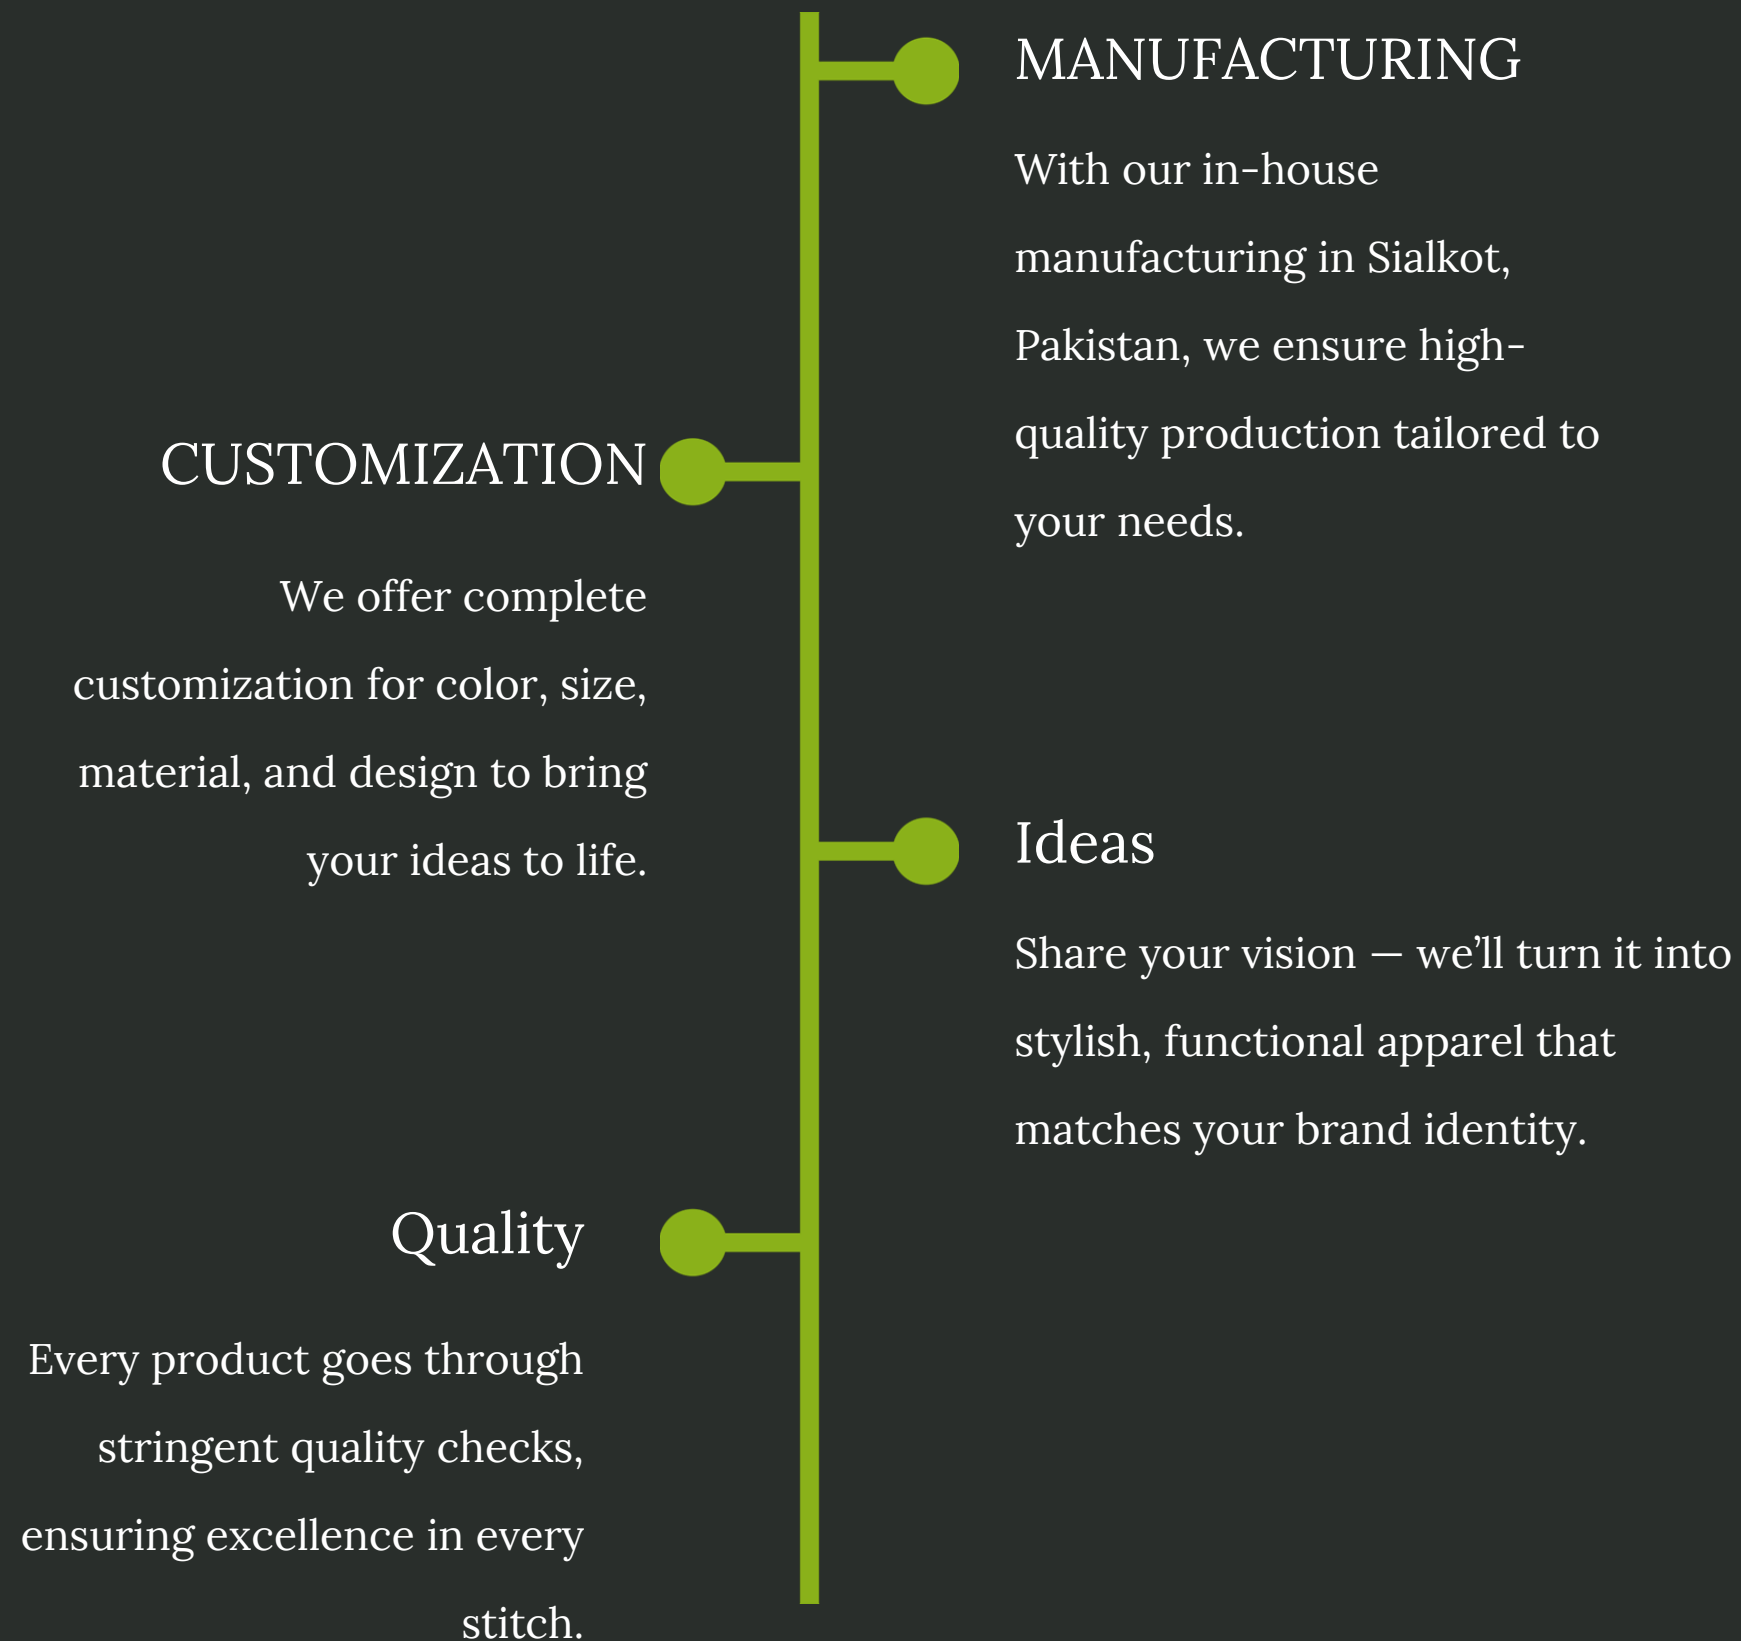 MANUFACTURING
With our in-house
manufacturing in Sialkot,
Pakistan, we ensure high-
quality production tailored to
your needs.
CUSTOMIZATION
We offer complete
customization for color, size,
material, and design to bring
your ideas to life.
Ideas
Share your vision — we’ll turn it into
stylish, functional apparel that
matches your brand identity.
Quality
Every product goes through
stringent quality checks,
ensuring excellence in every
stitch.